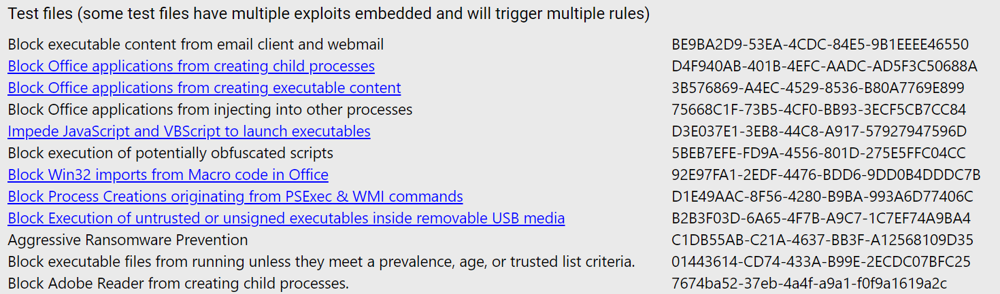 Test files (some test files have multiple exploits embedded and will trigger multiple rules)
Block executable content from email client and webmail BE9BA2D9-53EA-4CDC-84E5-9B1EEEE46550
Block Office applications from creating child processes D4F940AB-401B-4EFC-AADC-AD5F3C50688A
Block Office applications from creating executable content 3B576869-A4EC-4529-8536-B80A7769E899
Block Office applications from injecting into other processes 75668C1F-73B5-4CF0-BB93-3ECF5CB7CC84
Impede JavaScript and VBScript to launch executables D3E037E1-3EB8-44C8-A917-57927947596D
Block execution of potentially obfuscated scripts 5BEB7EFE-FD9A-4556-801D-275E5FFC04CC
Block Win32 imports from Macro code in Office 92E97FA1-2EDF-4476-BDD6-9DD0B4DDDC7B
Block Process Creations originating from PSExec & WMI commands D1E49AAC-8F56-4280-B9BA-993A6D77406C
Block Execution of untrusted or unsigned executables inside removable USB media B2B3F03D-6A65-4F7B-A9C7-1C7EF74A9BA4
Aggressive Ransomware Prevention C1DB55AB-C21A-4637-BB3F-A12568109D35
Block executable files from running unless they meet a prevalence, age, or trusted list criteria. 01443614-CD74-433A-B99E-2ECDC07BFC25
Block Adobe Reader from creating child processes. 7674ba52-37eb-4a4f-a9a1-f0f9a1619a2c